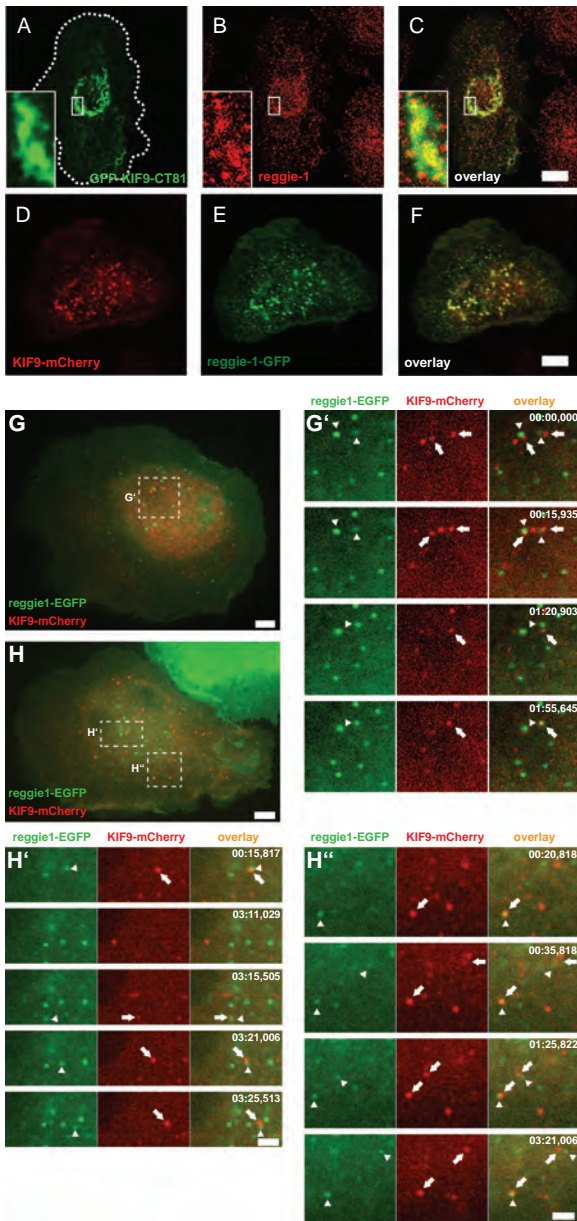 A
GFP-KIF9-CT81
B
reggie-1
C
overlay
D
KIF9-mCherry
E
reggie-1-GFP
F
overlay
G
G‘
reggie1-EGFP
KIF9-mCherry
G‘
reggie1-EGFP KIF9-mCherry overlay
00:00,000
00:15,935
01:20,903
01:55,645
H
H‘
H“
reggie1-EGFP
KIF9-mCherry
reggie1-EGFP KIF9-mCherry overlay
H‘
00:15,817
03:11,029
03:15,505
03:21,006
03:25,513
reggie1-EGFP KIF9-mCherry overlay
H“
00:20,818
00:35,818
01:25,822
03:21,006